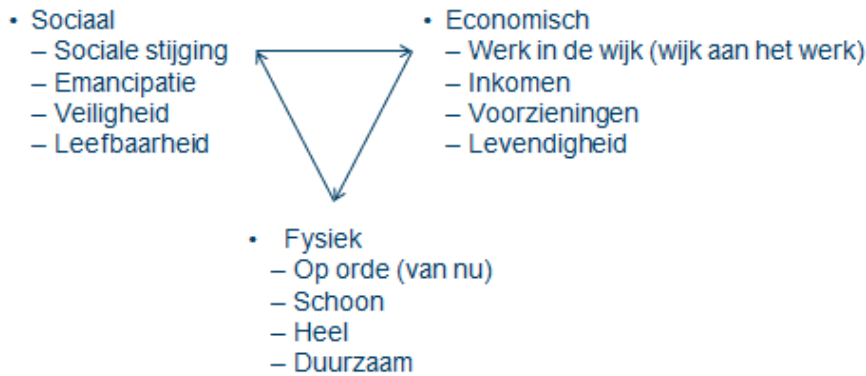 • Sociaal
– Sociale stijging
– Emancipatie
– Veiligheid
– Leefbaarheid
• Economisch
– Werk in de wijk (wijk aan het werk)
– Inkomen
– Voorzieningen
– Levendigheid
• Fysiek
– Op orde (van nu)
– Schoon
– Heel
– Duurzaam